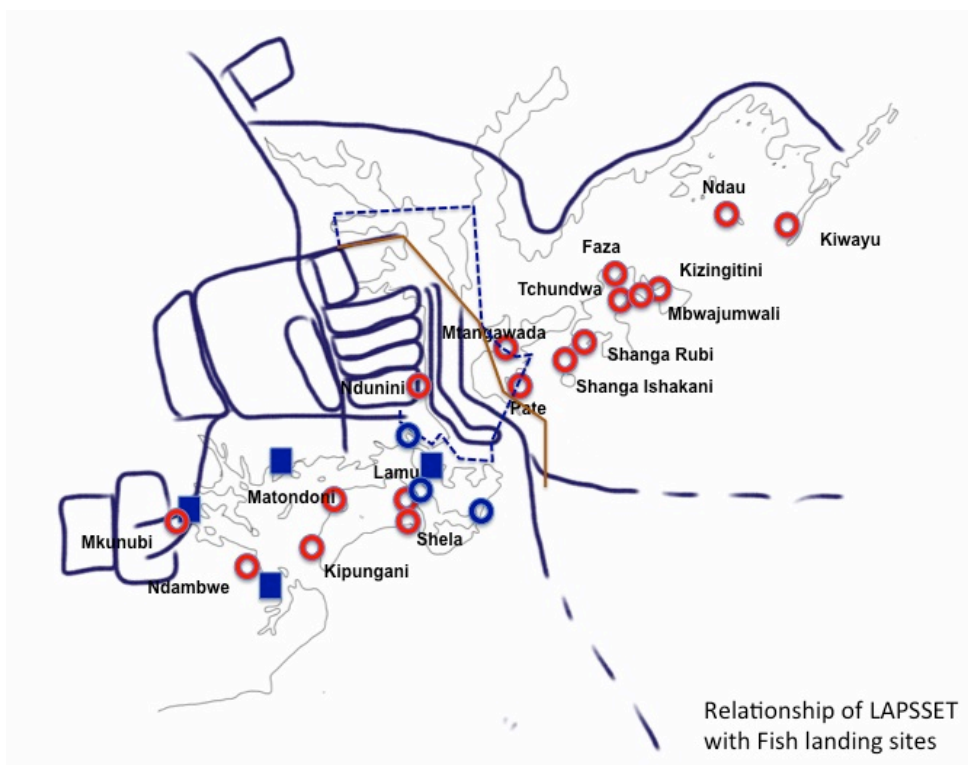 Ndau
Kiwayu
Faza
Kizingitini
Tchundwa
Mbwajumwali
Mtangawada
Shanga Rubi
Ndunini
Shanga Ishakani
Pate
Lamu
Matondoni
Shela
Mkunubi
Kipungani
Ndambwe
Relationship of LAPSSET
with Fish landing sites